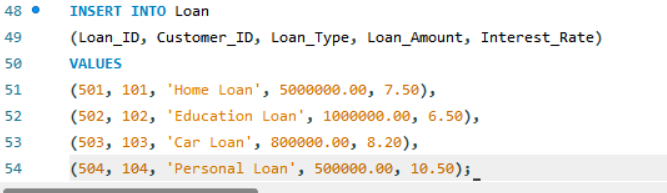 48 INSERT INTO Loan
49 (Loan_ID, Customer_ID, Loan_Type, Loan_Amount, Interest_Rate)
50 VALUES
51 (501, 101, 'Home Loan', 5000000.00, 7.50),
52 (502, 102, 'Education Loan', 1000000.00, 6.50),
53 (503, 103, 'Car Loan', 800000.00, 8.20),
54 (504, 104, 'Personal Loan', 500000.00, 10.50);